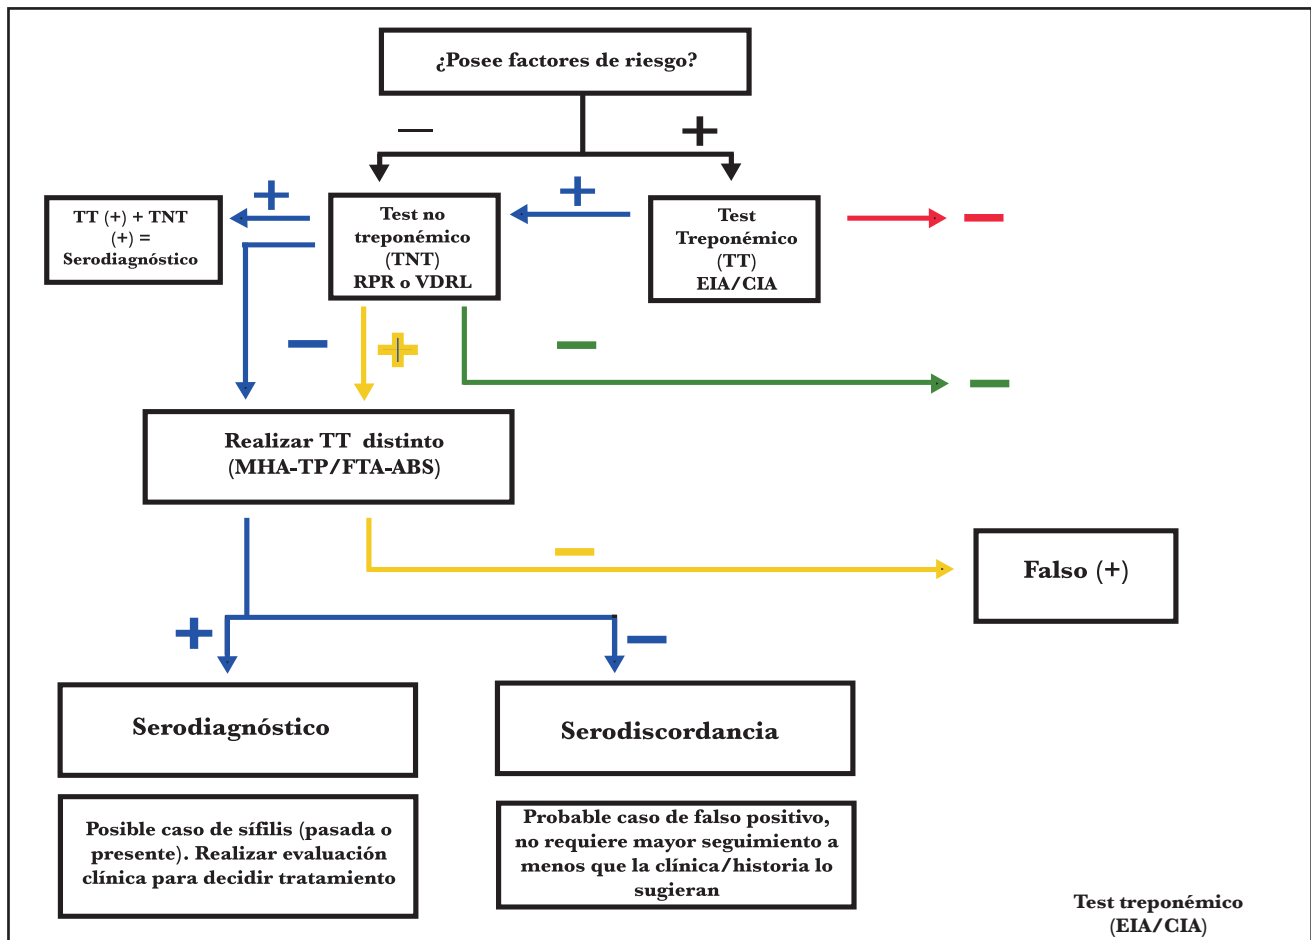 ¿Posee factores de riesgo?
—
+
TT (+) + TNT
(+) =
Serodiagnóstico
+
Test no
treponémico
(TNT)
RPR o VDRL
+
Test
Treponémico
(TT)
EIA/CIA
—
—
+
—
—
Realizar TT distinto
(MHA-TP/FTA-ABS)
—
Falso (+)
+
—
Serodiagnóstico
Serodiscordancia
Posible caso de sífilis (pasada o
presente). Realizar evaluación
clínica para decidir tratamiento
Probable caso de falso positivo,
no requiere mayor seguimiento a
menos que la clínica/historia lo
sugieran
Test treponémico
(EIA/CIA)